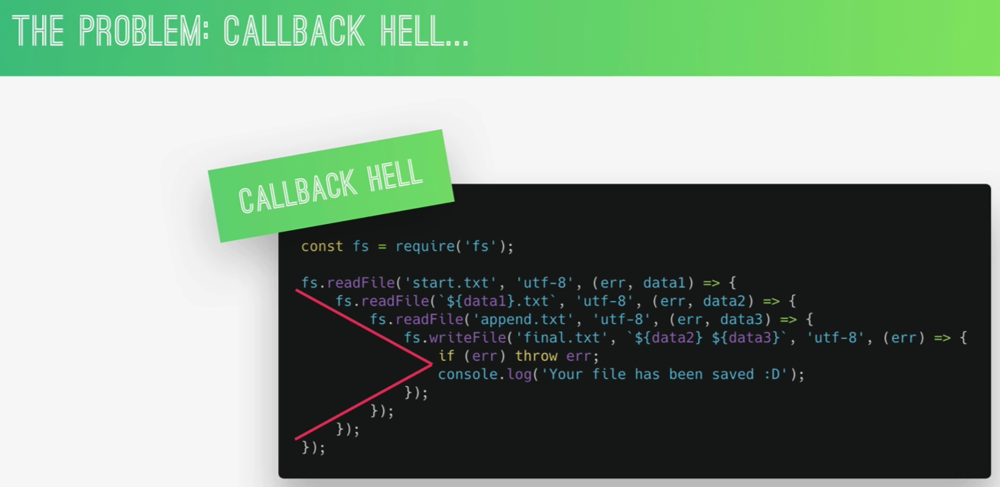 THE PROBLEM: CALLBACK HELL...
CALLBACK HELL
const fs = require('fs');
fs.readFile('start.txt', 'utf-8', (err, data1) => {
    fs.readFile(`${data1}.txt`, 'utf-8', (err, data2) => {
        fs.readFile('append.txt', 'utf-8', (err, data3) => {
            fs.writeFile('final.txt', `${data2} ${data3}`, 'utf-8', (err) => {
                if (err) throw err;
                console.log('Your file has been saved :D');
            });
        });
    });
});